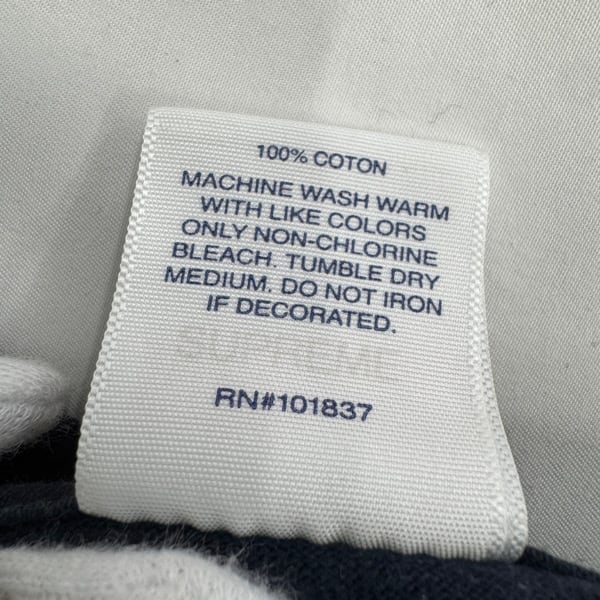 100% COTON
MACHINE WASH WARM
WITH LIKE COLORS
ONLY NON-CHLORINE
BLEACH. TUMBLE DRY
MEDIUM. DO NOT IRON
IF DECORATED.
SUPREME
RN#101837